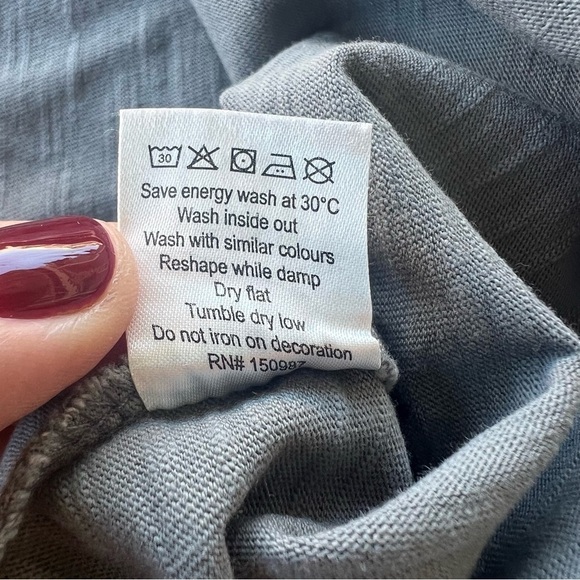 30
Save energy wash at 30°C
Wash inside out
Wash with similar colours
Reshape while damp
Dry flat
Tumble dry low
Do not iron on decoration
RN# 150987